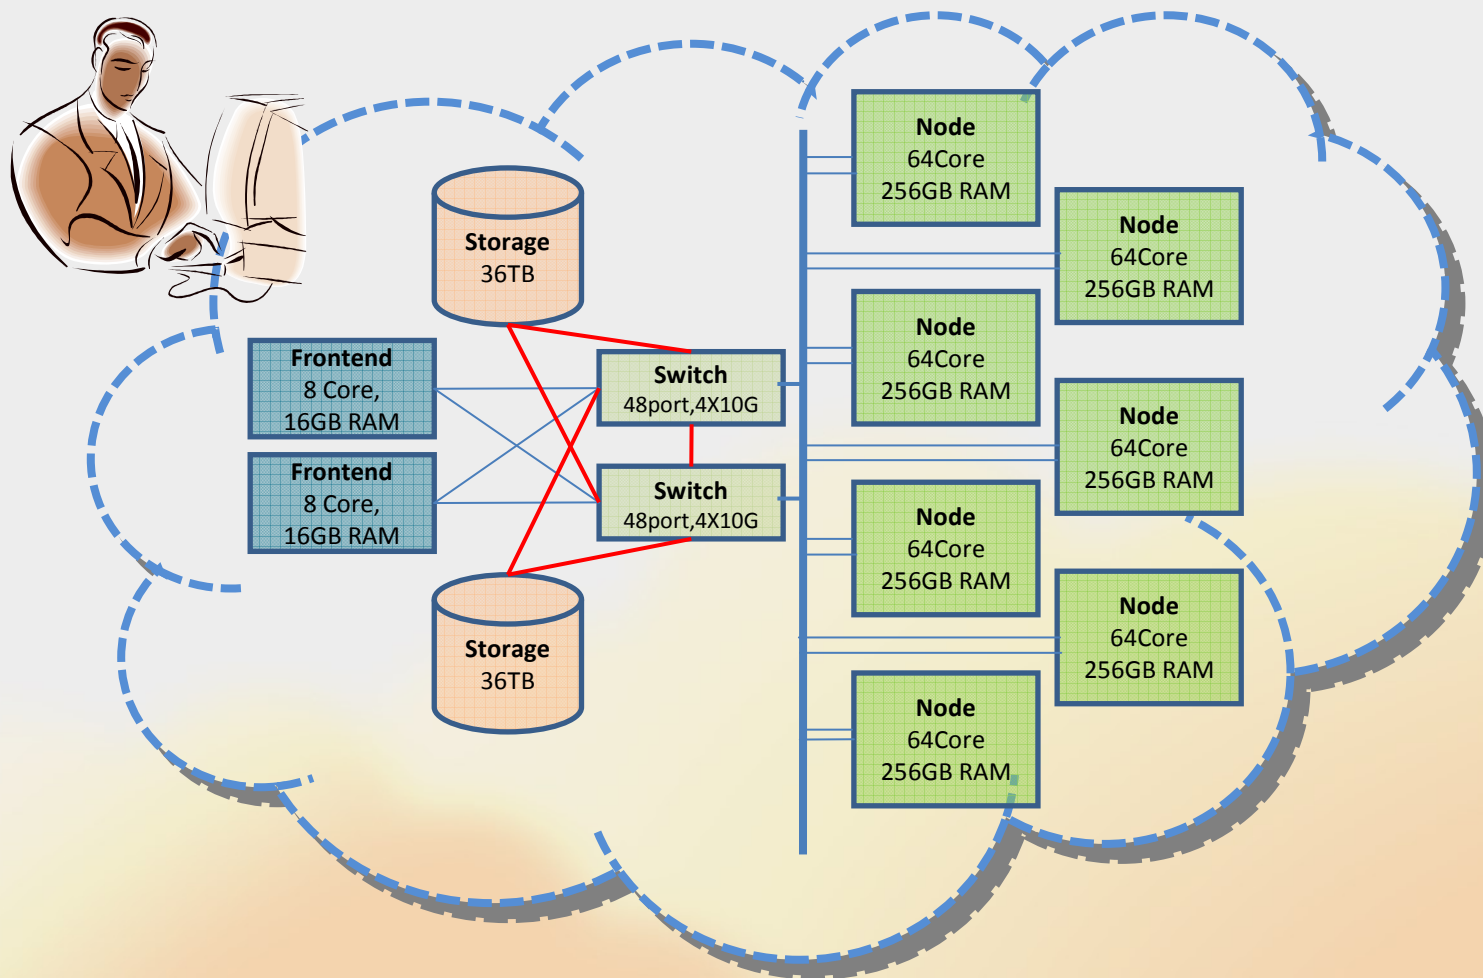 Storage
36TB
Frontend
8 Core,
16GB RAM
Frontend
8 Core,
16GB RAM
Storage
36TB
Switch
48port,4X10G
Switch
48port,4X10G
Node
64Core
256GB RAM
Node
64Core
256GB RAM
Node
64Core
256GB RAM
Node
64Core
256GB RAM
Node
64Core
256GB RAM
Node
64Core
256GB RAM
Node
64Core
256GB RAM